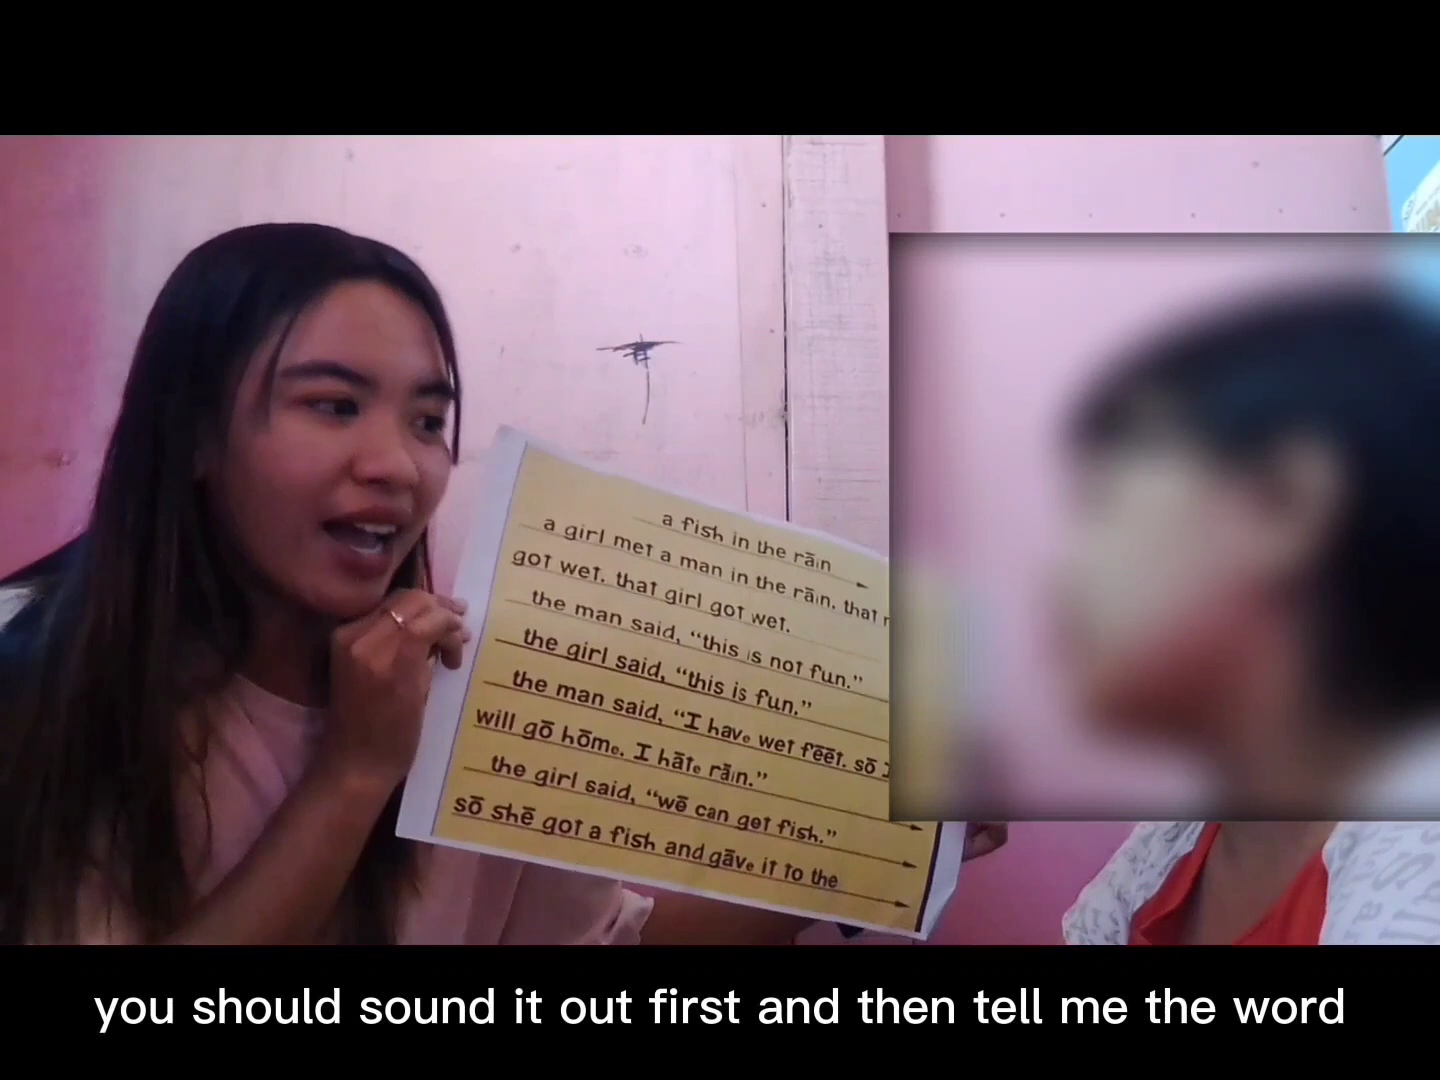 a fish in the rāin
a girl met a man in the rāin. that
got wet. that girl got wet.
the man said, “this is not fun.”
the girl said, “this is fun.”
the man said, “I have wet fēēt. sō
will gō hōme. I hāte rāin.”
the girl said, “wē can get fish.”
sō shē got a fish and gāve it to the
you should sound it out first and then tell me the word